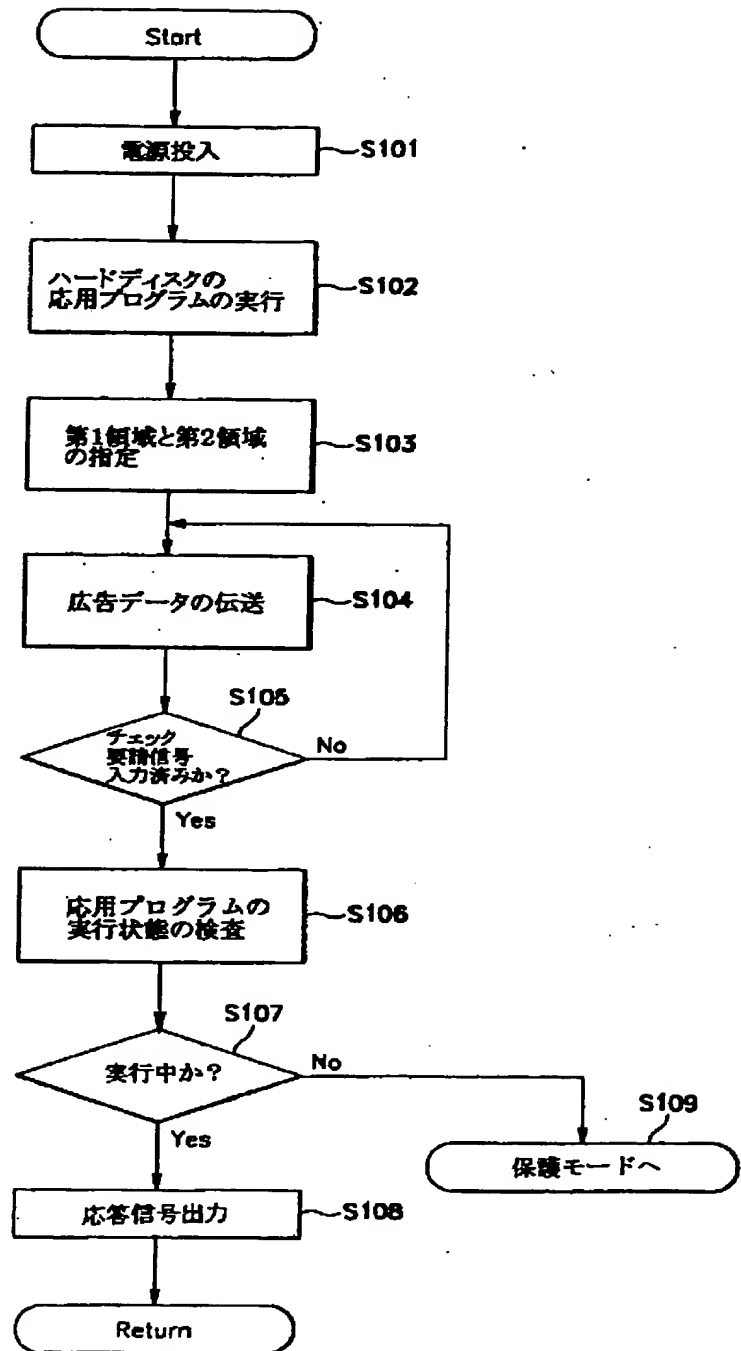 Start
電源投入
S101
ハードディスクの
応用プログラムの実行
S102
第1領域と第2領域
の指定
S103
広告データの伝送
S104
S105
チェック
要請信号
入力済みか?
No
Yes
応用プログラムの
実行状態の検査
S106
S107
実行中か?
No
Yes
S109
保護モードへ
応答信号出力
S108
Return